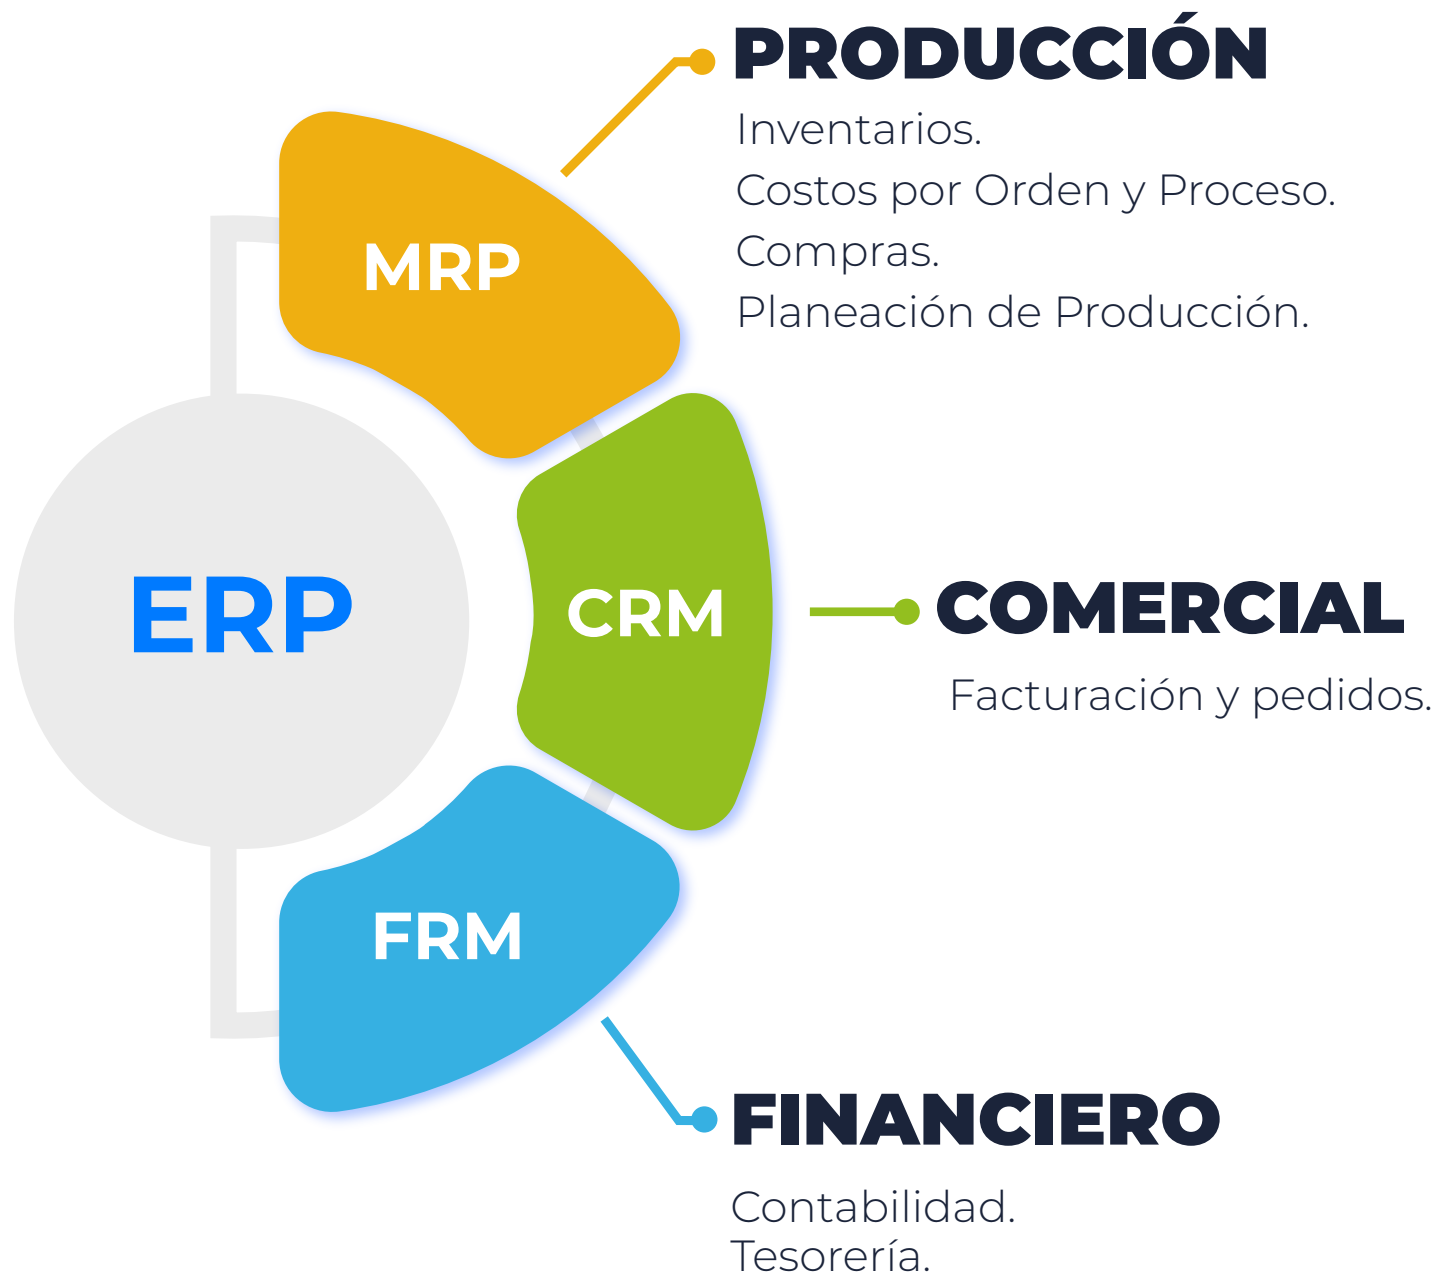 PRODUCCIÓN
Inventarios.
Costos por Orden y Proceso.
Compras.
Planeación de Producción.
MRP
ERP
CRM
COMERCIAL
Facturación y pedidos.
FRM
FINANCIERO
Contabilidad.
Tesorería.